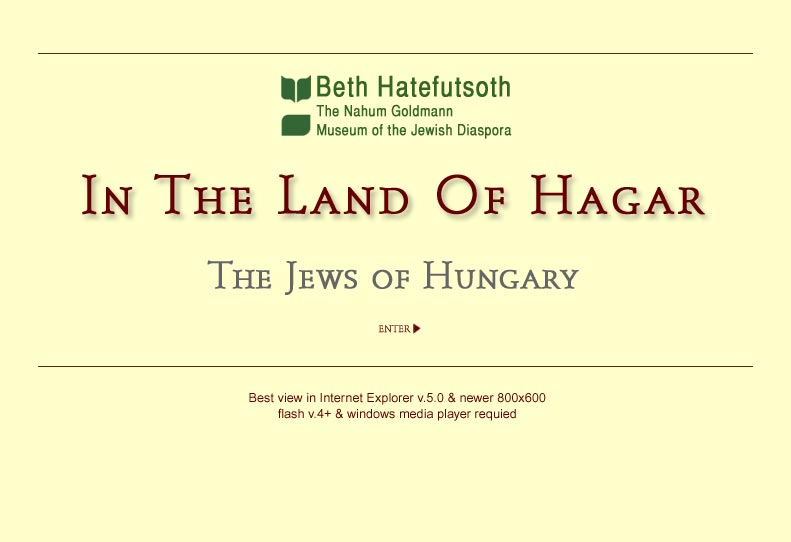 Beth Hatefutsoth
The Nahum Goldmann
Museum of the Jewish Diaspora
In The Land Of Hagar
The Jews of Hungary
ENTER
Best view in Internet Explorer v.5.0 & newer 800x600
flash v.4+ & windows media player requied